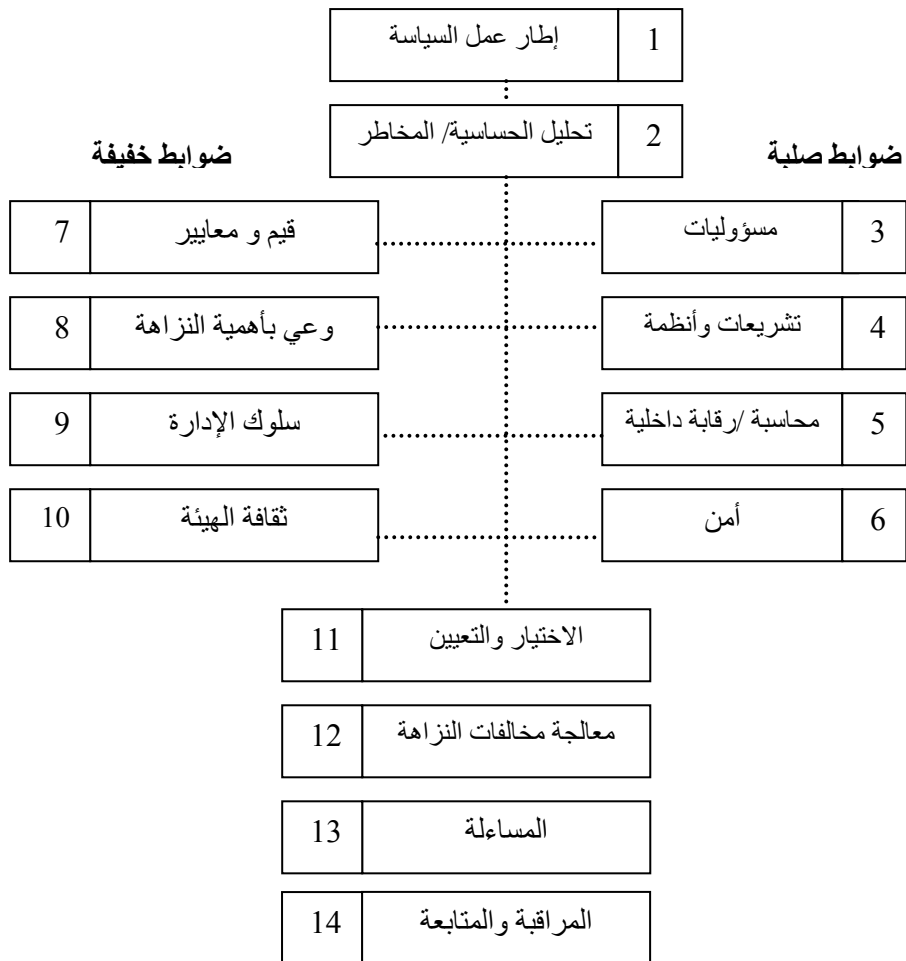 1 إطار عمل السياسة
2 تحليل الحساسية/ المخاطر
ضوابط صلبة
ضوابط خفيفة
3 مسؤوليات
7 قيم و معايير
4 تشريعات وأنظمة
8 وعي بأهمية النزاهة
5 محاسبة /رقابة داخلية
9 سلوك الإدارة
6 أمن
10 ثقافة الهيئة
11 الاختيار والتعيين
12 معالجة مخالفات النزاهة
13 المساءلة
14 المراقبة والمتابعة